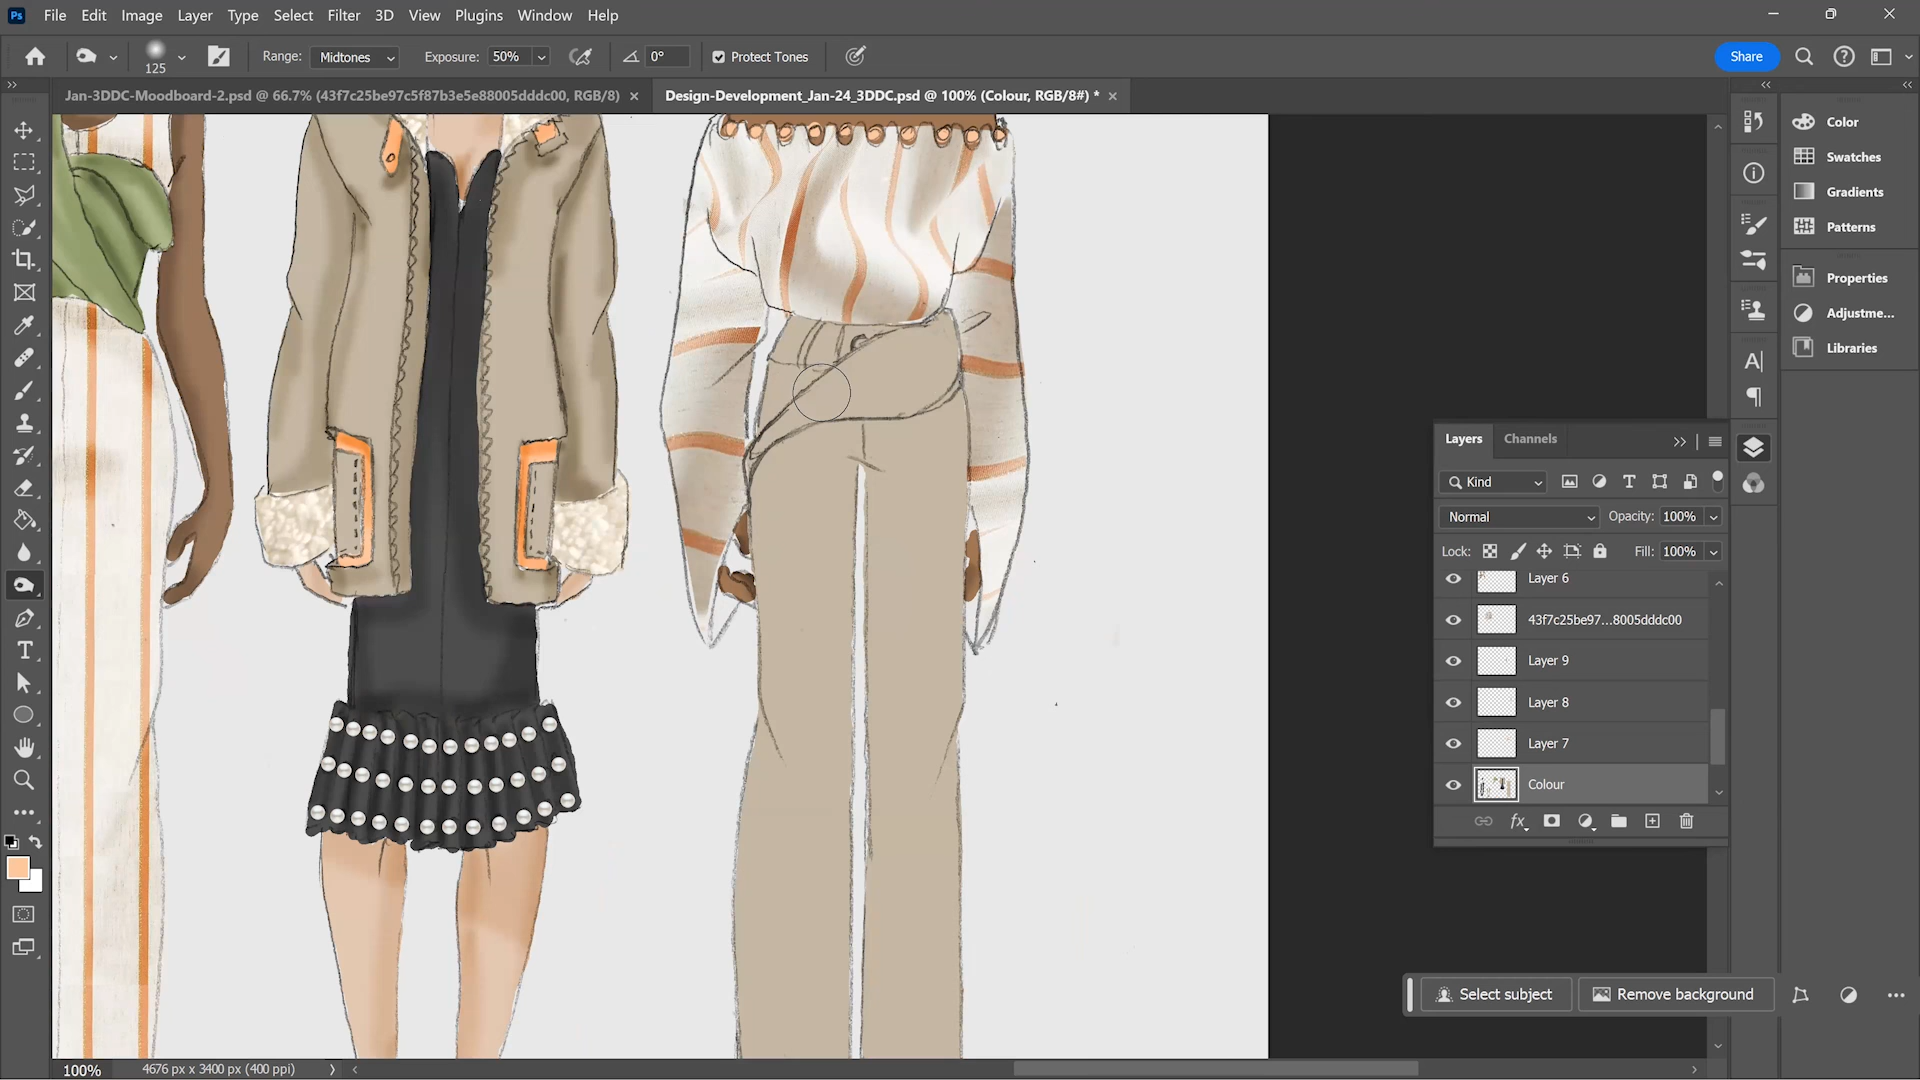 Ps File Edit Image Layer Type Select Filter 3D View Plugins Window Help
125 Range: Midtones Exposure: 50% 0° Protect Tones Share
Jan-3DDC-Moodboard-2.psd @ 66.7% (43f7c25be97c5f87b3e5e88005dddc00, RGB/8) × Design-Development_Jan-24_3DDC.psd @ 100% (Colour, RGB/8#) * ×
Color
Swatches
Gradients
Patterns
Properties
Adjustme...
Libraries
Layers Channels
Kind
Normal Opacity: 100%
Lock: Fill: 100%
Layer 6
43f7c25be97...8005dddc00
Layer 9
Layer 8
Layer 7
Colour
fx
Select subject Remove background
100% 4676 px x 3400 px (400 ppi)